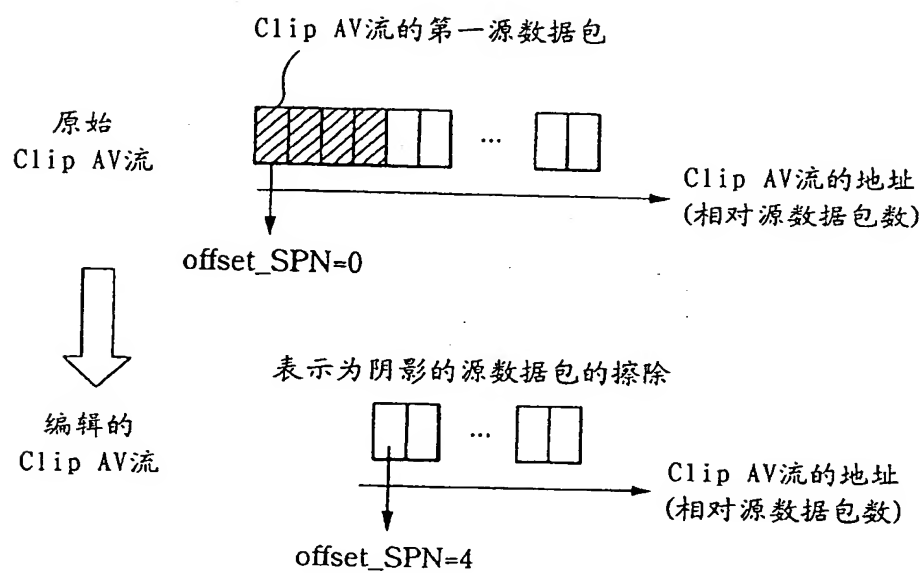 Clip AV流的第一源数据包
原始
Clip AV流
...
Clip AV流的地址
(相对源数据包数)
offset_SPN=0
表示为阴影的源数据包的擦除
编辑的
Clip AV流
...
Clip AV流的地址
(相对源数据包数)
offset_SPN=4